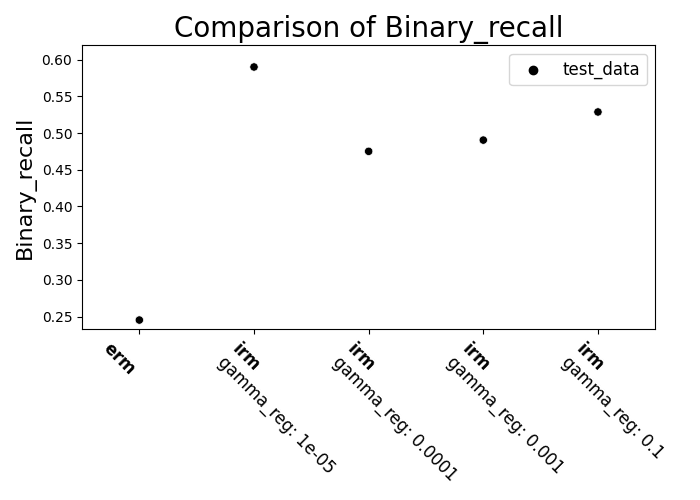 Comparison of Binary_recall
Binary_recall
0.60
0.55
0.50
0.45
0.40
0.35
0.30
0.25
test_data
erm
irm
gamma_reg: 1e-05
irm
gamma_reg: 0.0001
irm
gamma_reg: 0.001
irm
gamma_reg: 0.1